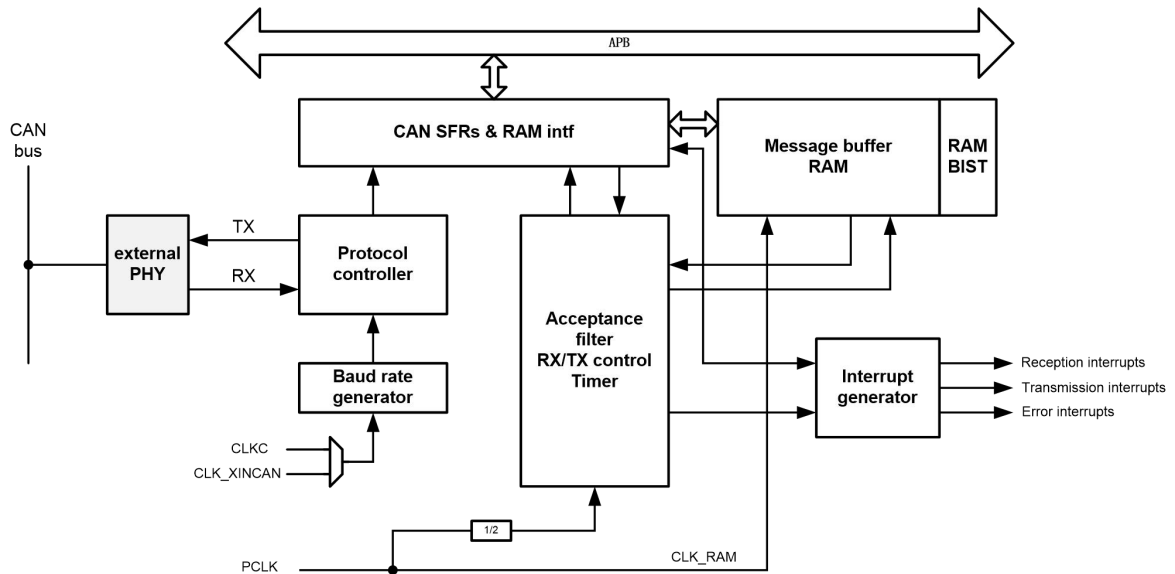 APB
CAN
bus
CAN SFRs & RAM intf
Message buffer
RAM
RAM
BIST
TX
RX
external
PHY
Protocol
controller
Acceptance
filter
RX/TX control
Timer
Baud rate
generator
Interrupt
generator
Reception interrupts
Transmission interrupts
Error interrupts
CLKC
CLK_XINCAN
1/2
PCLK
CLK_RAM